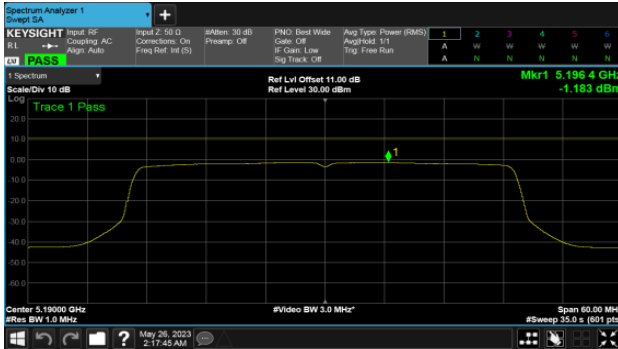 Spectrum Analyzer 1
Swept SA
KEYSIGHT Input: RF Input Z: 50 Ω #Atten: 30 dB PNO: Best Wide Avg Type: Power (RMS) 1 2 3 4 5 6
RL Coupling: AC Corrections: On Preamp: Off Gate: Off Avg|Hold: 1/1 A W W W W W
Align: Auto Freq Ref: Int (S) IF Gain: Low Trig: Free Run
LXI PASS Sig Track: Off A N N N N N
1 Spectrum Ref Lvl Offset 11.00 dB Mkr1 5.196 4 GHz
Scale/Div 10 dB Ref Level 30.00 dBm -1.183 dBm
Log Trace 1 Pass
20.0
10.0
0.00 1
-10.0
-20.0
-30.0
-40.0
-50.0
-60.0
Center 5.19000 GHz #Video BW 3.0 MHz* Span 60.00 MHz
#Res BW 1.0 MHz #Sweep 35.0 s (601 pts)
? May 26, 2023
2:17:45 AM